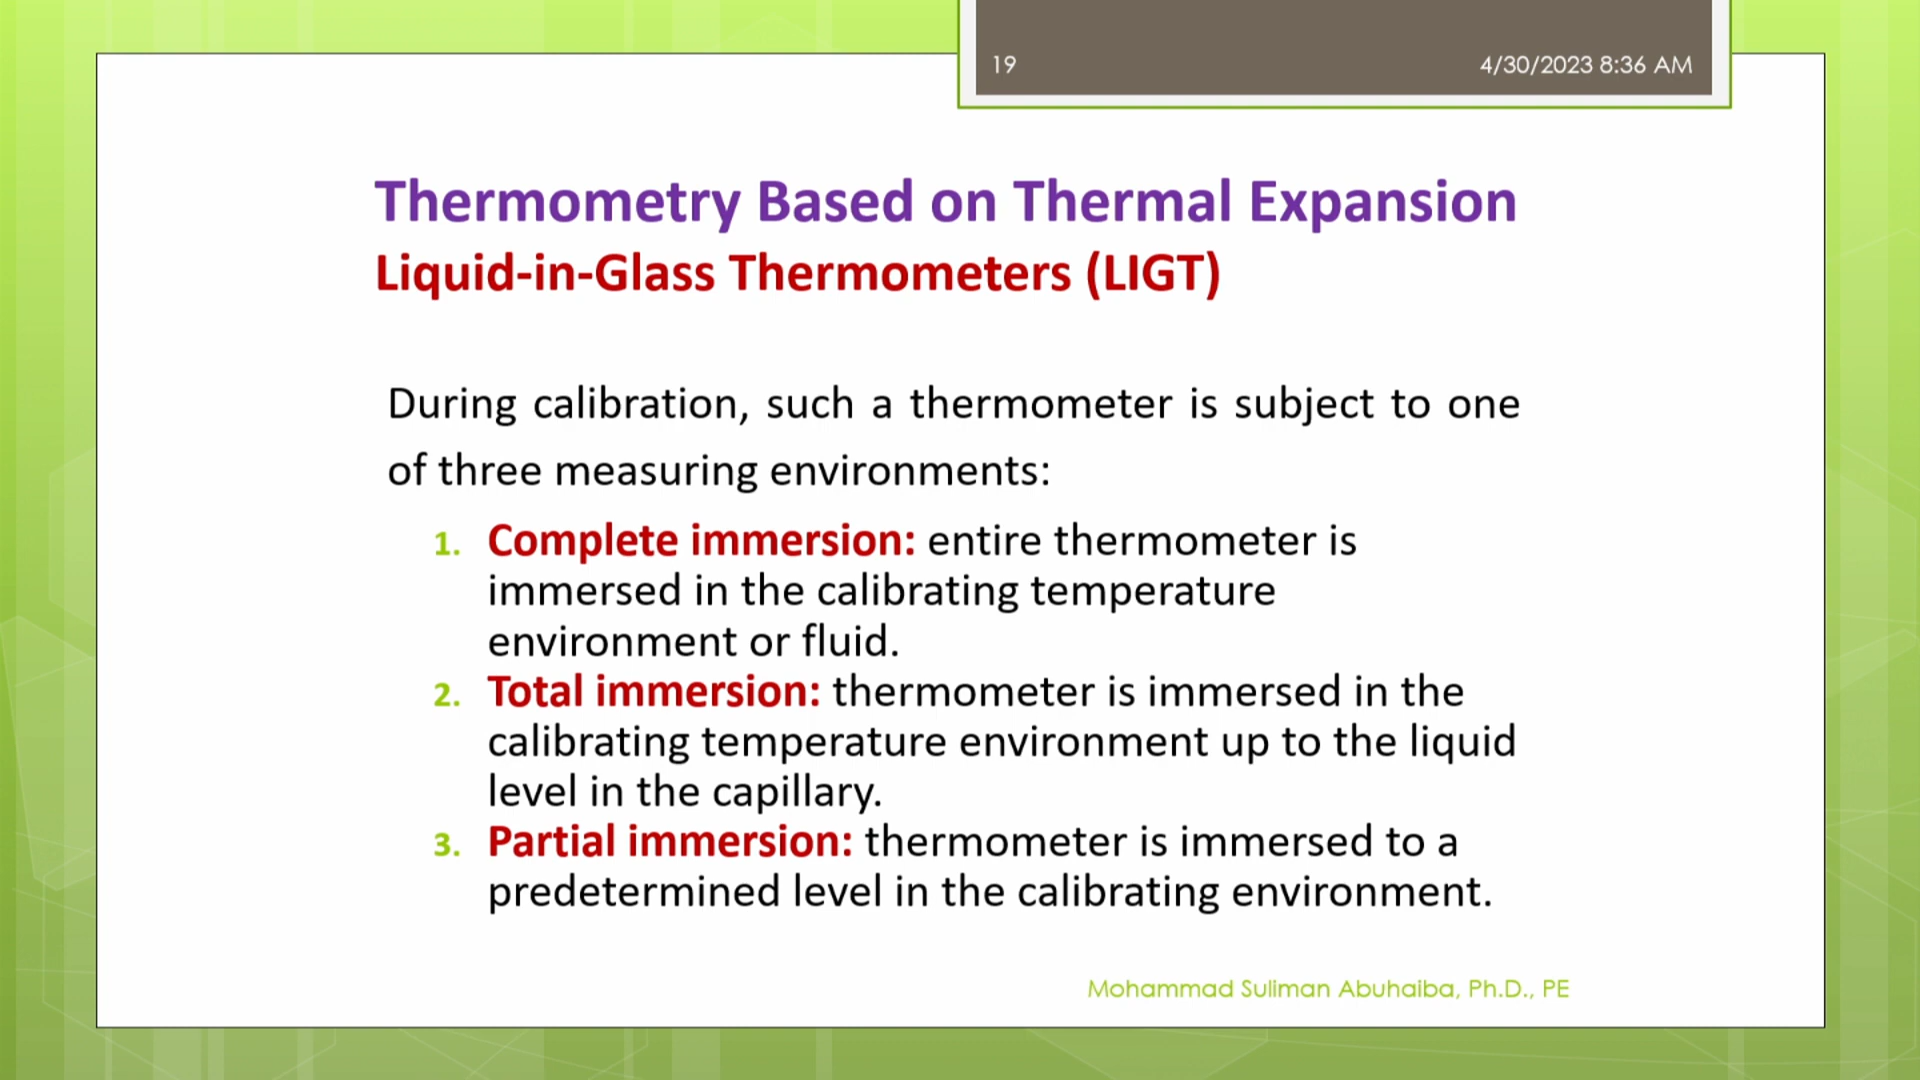 19
4/30/2023 8:36 AM
Thermometry Based on Thermal Expansion
Liquid-in-Glass Thermometers (LIGT)
During calibration, such a thermometer is subject to one
of three measuring environments:
1. Complete immersion: entire thermometer is
immersed in the calibrating temperature
environment or fluid.
2. Total immersion: thermometer is immersed in the
calibrating temperature environment up to the liquid
level in the capillary.
3. Partial immersion: thermometer is immersed to a
predetermined level in the calibrating environment.
Mohammad Suliman Abuhaiba, Ph.D., PE